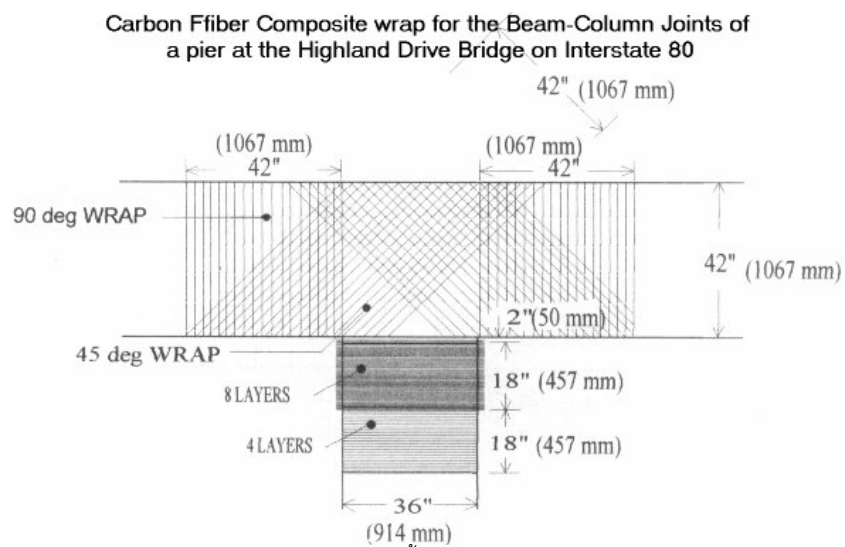 Carbon Ffiber Composite wrap for the Beam-Column Joints of
a pier at the Highland Drive Bridge on Interstate 80
42" (1067 mm)
(1067 mm)
42"
(1067 mm)
42"
90 deg WRAP
42" (1067 mm)
2"(50 mm)
45 deg WRAP
8 LAYERS
18" (457 mm)
4 LAYERS
18" (457 mm)
36"
(914 mm)